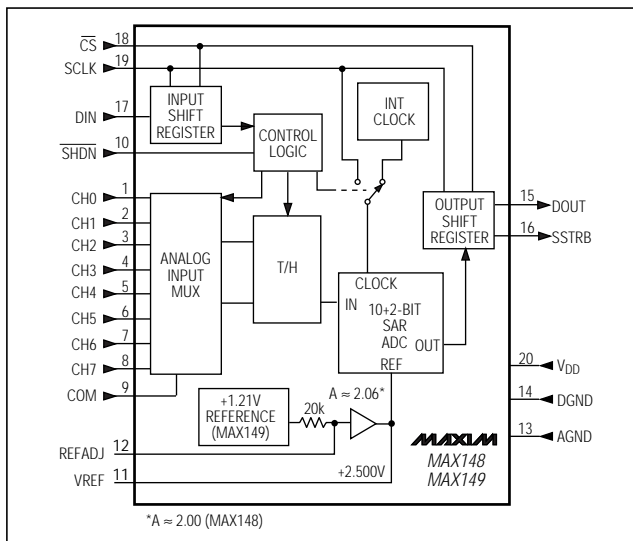 CS 18
SCLK 19
DIN 17
SHDN 10
CH0 1
CH1 2
CH2 3
CH3 4
CH4 5
CH5 6
CH6 7
CH7 8
COM 9
REFADJ 12
VREF 11
INPUT
SHIFT
REGISTER
CONTROL
LOGIC
INT
CLOCK
OUTPUT
SHIFT
REGISTER
15 DOUT
16 SSTRB
ANALOG
INPUT
MUX
T/H
CLOCK
IN
10+2-BIT
SAR
ADC
OUT
REF
20 VDD
14 DGND
13 AGND
+1.21V
REFERENCE
(MAX149)
20k
A ≈ 2.06*
+2.500V
MAXIM
MAX148
MAX149
*A ≈ 2.00 (MAX148)